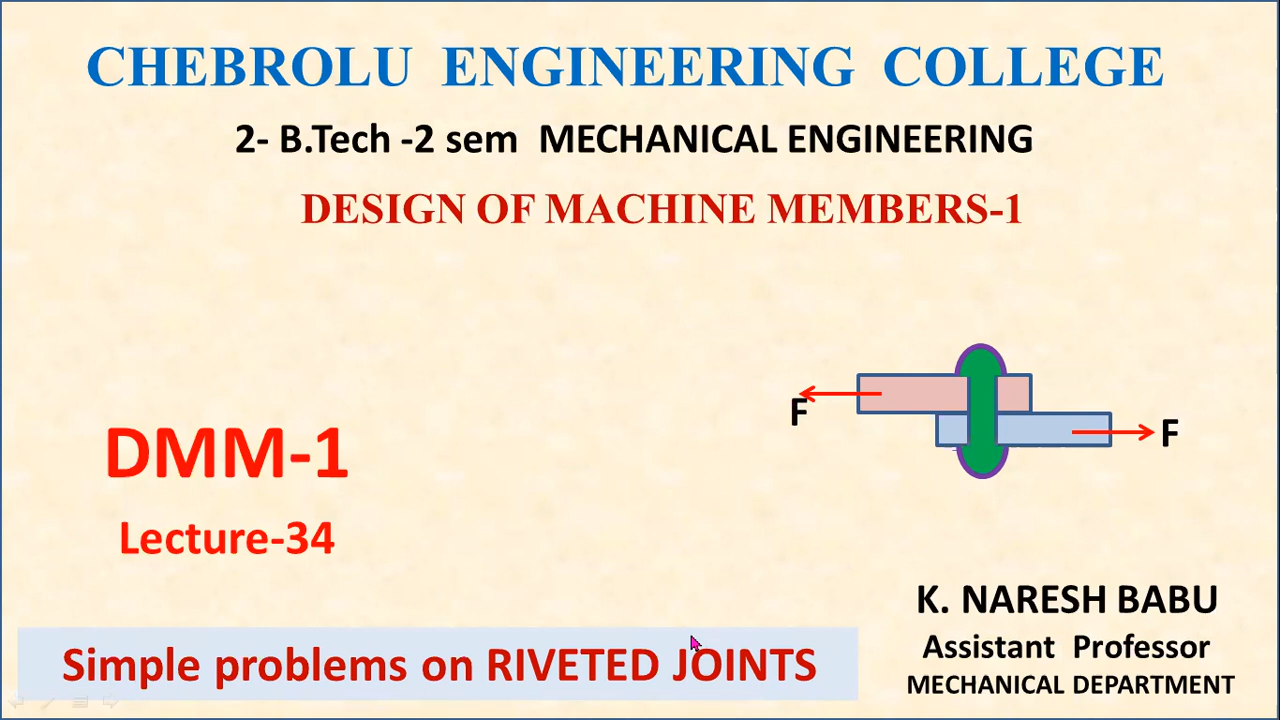 CHEBROLU ENGINEERING COLLEGE
2- B.Tech -2 sem MECHANICAL ENGINEERING
DESIGN OF MACHINE MEMBERS-1
F
F
DMM-1
Lecture-34
K. NARESH BABU
Assistant Professor
MECHANICAL DEPARTMENT
Simple problems on RIVETED JOINTS